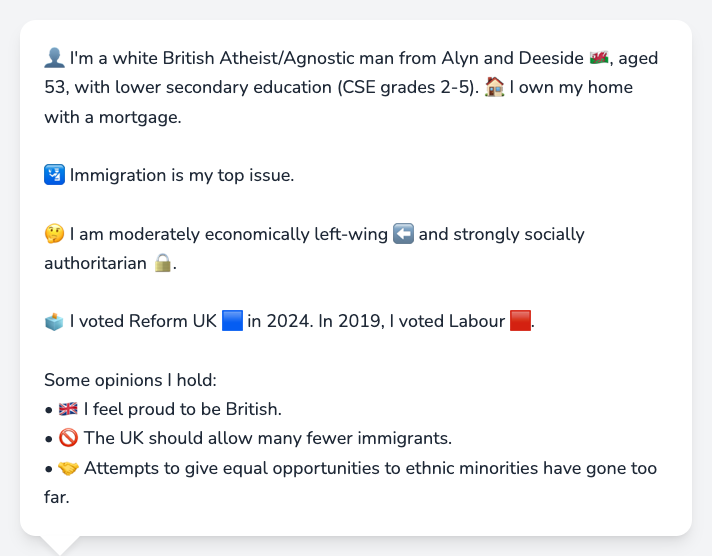 👤 I'm a white British Atheist/Agnostic man from Alyn and Deeside 🏴󠁧󠁢󠁷󠁬󠁳󠁿, aged
53, with lower secondary education (CSE grades 2-5). 🏠 I own my home
with a mortgage.
🛂 Immigration is my top issue.
🤔 I am moderately economically left-wing ⬅️ and strongly socially
authoritarian 🔒.
🗳️ I voted Reform UK 🟦 in 2024. In 2019, I voted Labour 🟥.
Some opinions I hold:
• 🇬🇧 I feel proud to be British.
• 🚫 The UK should allow many fewer immigrants.
• 🤝 Attempts to give equal opportunities to ethnic minorities have gone too
far.